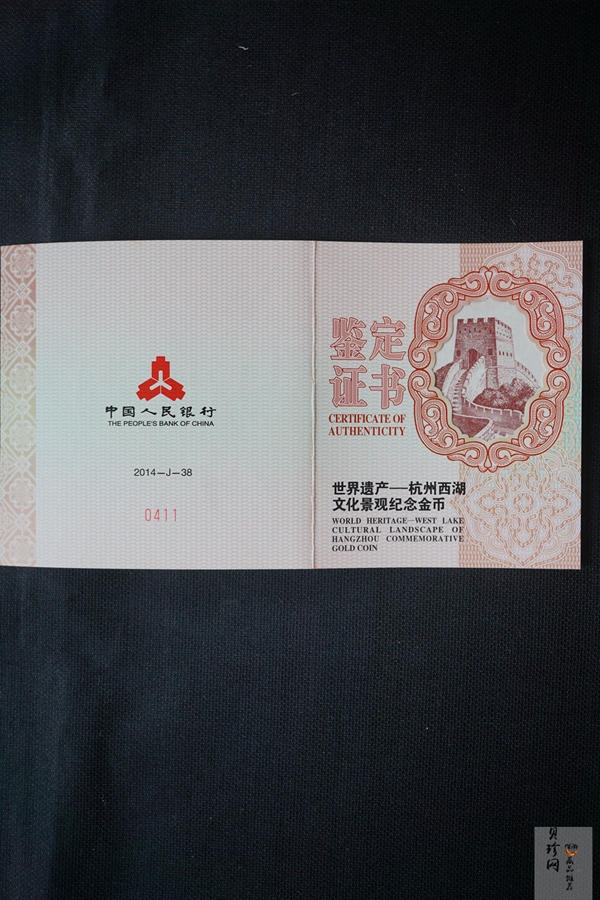 中国人民银行
THE PEOPLE'S BANK OF CHINA
2014—J—38
0411
鉴定
证书
CERTIFICATE OF
AUTHENTICITY
世界遗产—杭州西湖
文化景观纪念金币
WORLD HERITAGE—WEST LAKE
CULTURAL LANDSCAPE OF
HANGZHOU COMMEMORATIVE
GOLD COIN
贝珍网